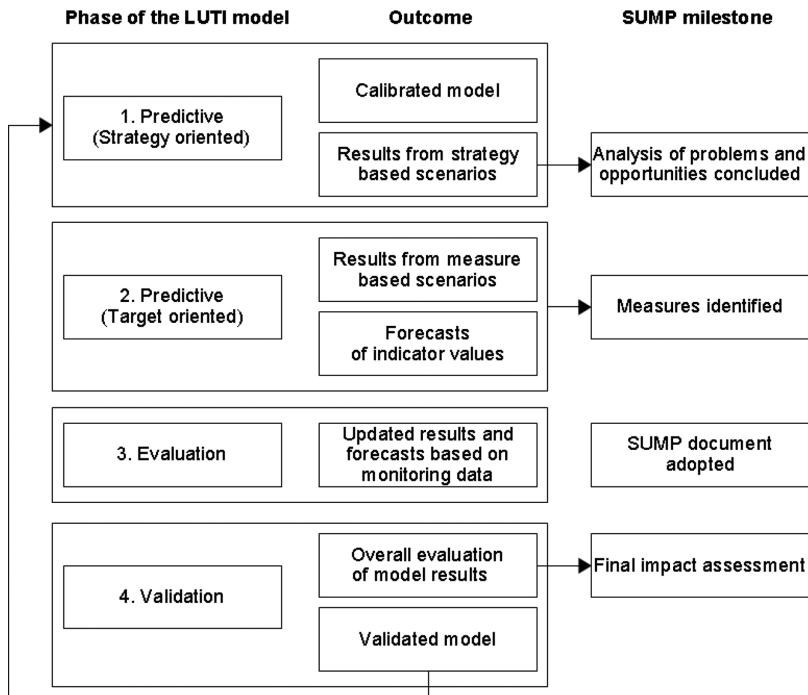 Phase of the LUTI model
Outcome
SUMP milestone
1. Predictive
(Strategy oriented)
Calibrated model
Results from strategy
based scenarios
Analysis of problems and
opportunities concluded
2. Predictive
(Target oriented)
Results from measure
based scenarios
Forecasts
of indicator values
Measures identified
3. Evaluation
Updated results and
forecasts based on
monitoring data
SUMP document
adopted
4. Validation
Overall evaluation
of model results
Validated model
Final impact assessment